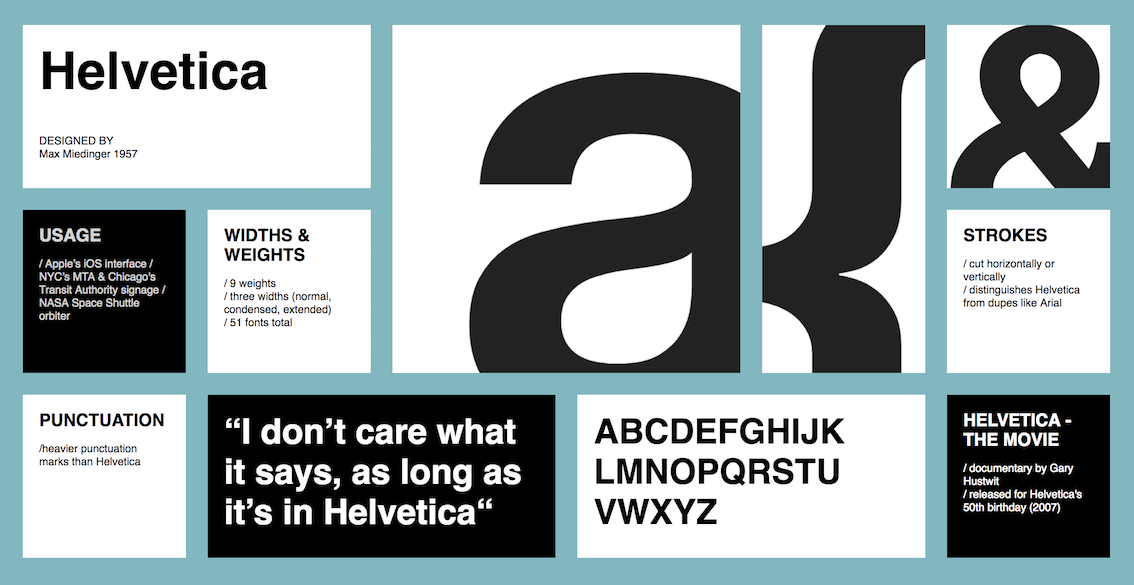 Helvetica
DESIGNED BY
Max Miedinger 1957
a
{
&
USAGE
/ Apple's iOS interface /
NYC's MTA & Chicago's
Transit Authority signage /
NASA Space Shuttle
orbiter
WIDTHS &
WEIGHTS
/ 9 weights
/ three widths (normal,
condensed, extended)
/ 51 fonts total
STROKES
/ cut horizontally or
vertically
/ distinguishes Helvetica
from dupes like Arial
PUNCTUATION
/heavier punctuation
marks than Helvetica
“I don’t care what
it says, as long as
it’s in Helvetica“
ABCDEFGHIJK
LMNOPQRSTU
VWXYZ
HELVETICA -
THE MOVIE
/ documentary by Gary
Hustwit
/ released for Helvetica's
50th birthday (2007)